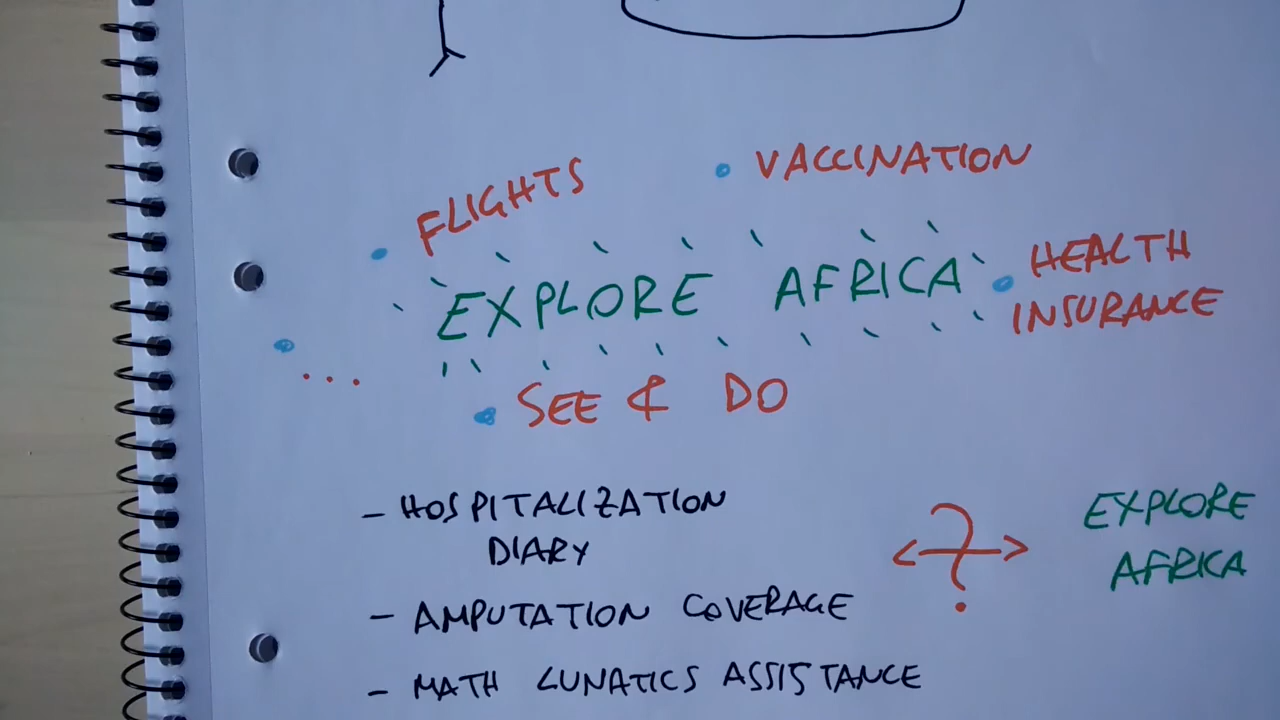 FLIGHTS
VACCINATION
EXPLORE AFRICA
HEALTH
INSURANCE
...
SEE & DO
- HOSPITALIZATION
DIARY
- AMPUTATION COVERAGE
- MATH LUNATICS ASSISTANCE
?
EXPLORE
AFRICA